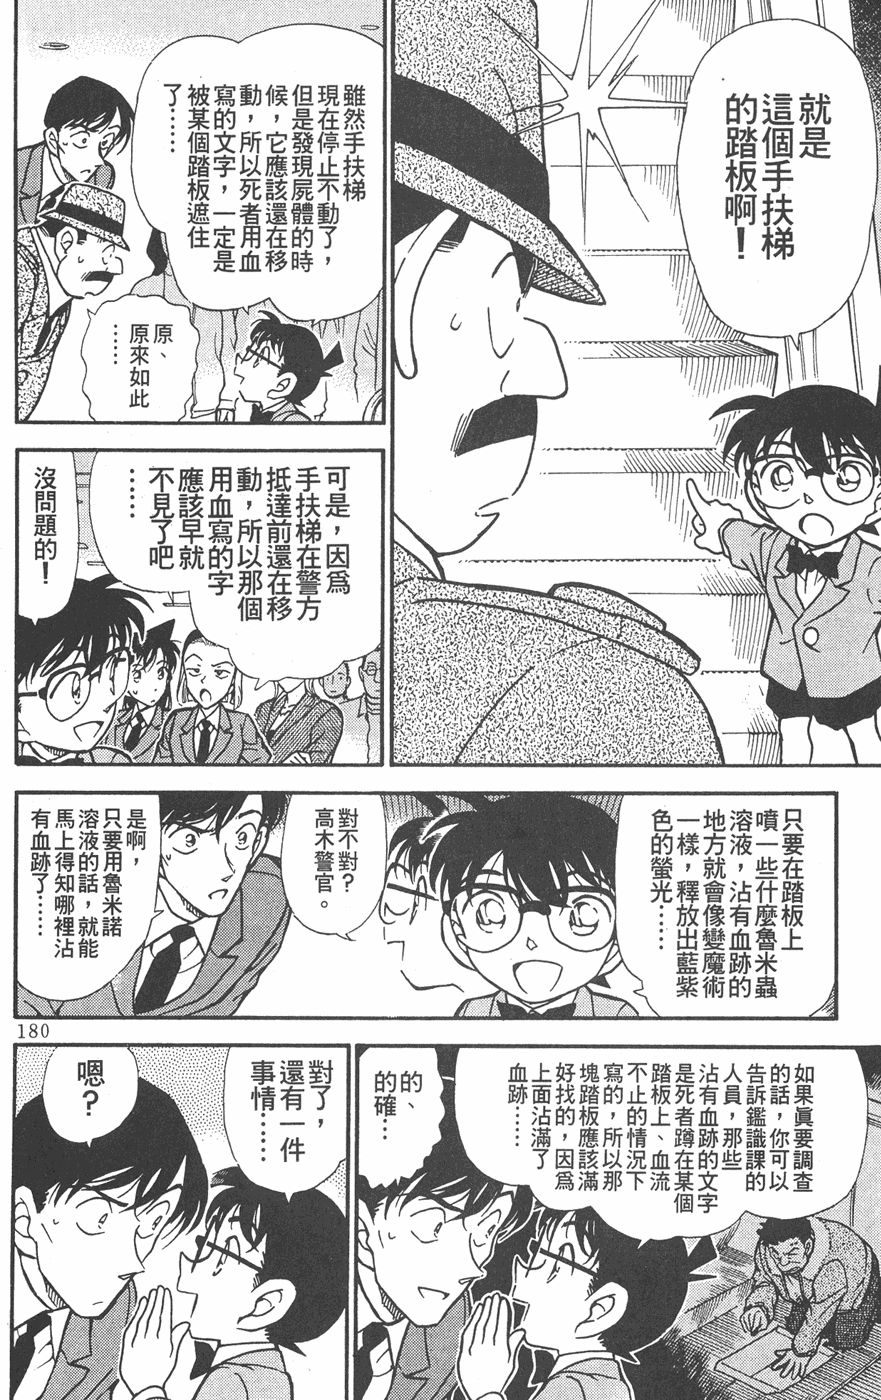 就是
這個手扶梯
的踏板啊！
雖然手扶梯
現在停止不動了，
但是發現屍體的時
候，它應該還在移
動，所以死者用血
寫的文字，一定是
被某個踏板遮住
了……
原、
原來如此
……
可是，因為
手扶梯在警方
抵達前還在移
動，所以那個
用血寫的字
應該早就
不見了吧
……
沒問題的！
只要在踏板上
噴一些什麼魯米蟲
溶液，沾有血跡的
地方就會像變魔術
一樣，釋放出藍紫
色的螢光……
對不對？
高木警官。
是啊，
只要用魯米諾
溶液的話，就能
馬上得知哪裡沾
有血跡了……
180
如果眞要調查
的話，你可以
告訴鑑識課的
人員，那些
沾有血跡的文字
是死者蹲在某個
踏板上、血流
不止的情況下
寫的，所以那
塊踏板應該滿
好找的，因為
上面沾滿了
血跡……
的、
的確…
對了，
還有一件
事情……
嗯？